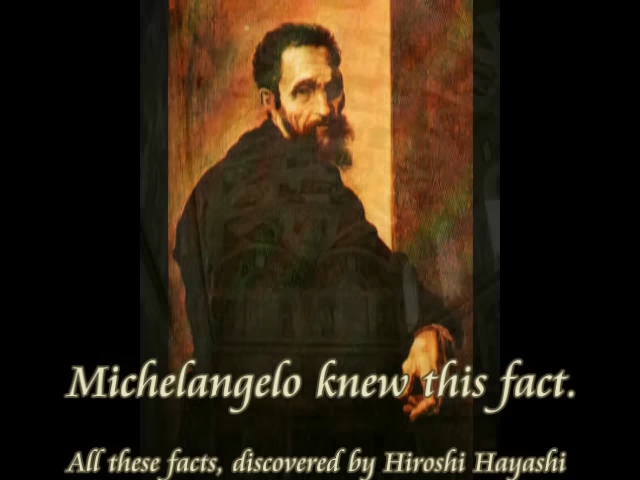 Michelangelo knew this fact.
All these facts, discovered by Hiroshi Hayashi